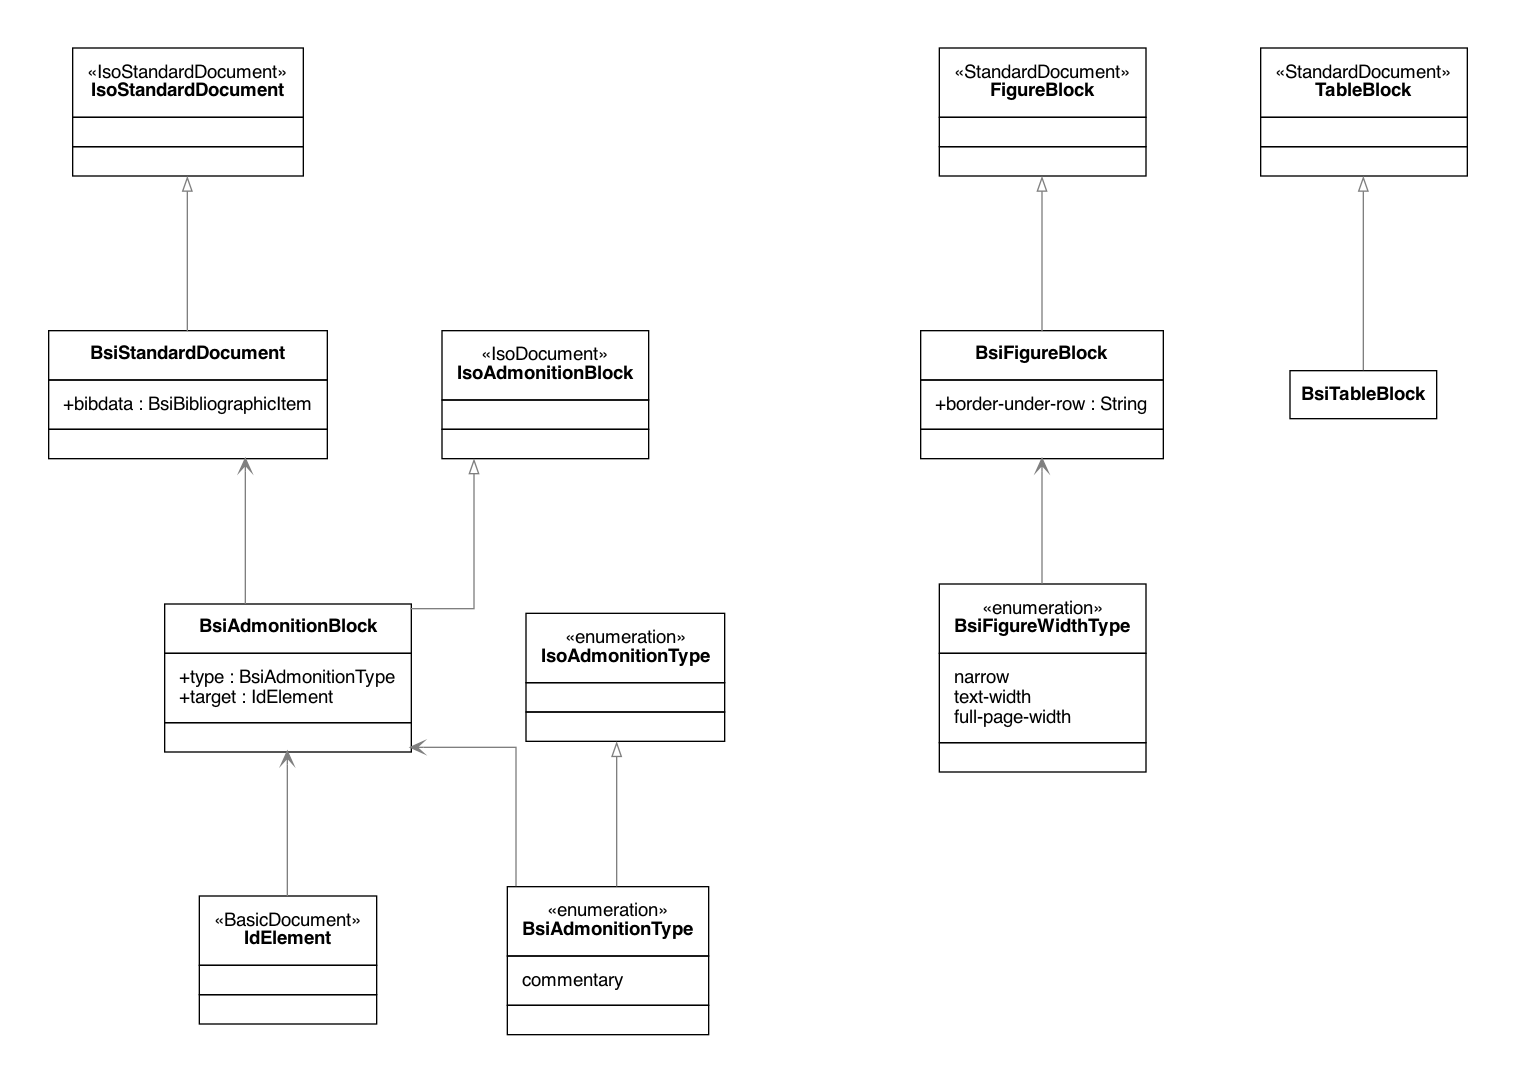 «IsoStandardDocument»
IsoStandardDocument
«StandardDocument»
FigureBlock
«StandardDocument»
TableBlock
BsiStandardDocument
+bibdata : BsiBibliographicItem
«IsoDocument»
IsoAdmonitionBlock
BsiFigureBlock
+border-under-row : String
BsiTableBlock
BsiAdmonitionBlock
+type : BsiAdmonitionType
+target : IdElement
«enumeration»
IsoAdmonitionType
«enumeration»
BsiFigureWidthType
narrow
text-width
full-page-width
«BasicDocument»
IdElement
«enumeration»
BsiAdmonitionType
commentary